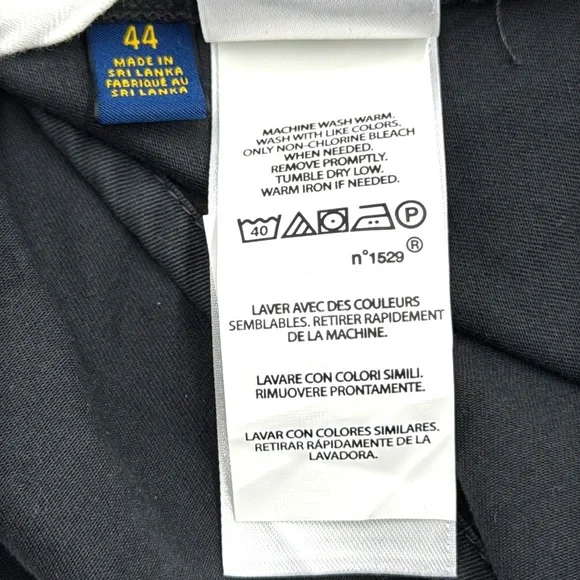 44
MADE IN
SRI LANKA
FABRIQUÉ AU
SRI LANKA
MACHINE WASH WARM.
WASH WITH LIKE COLORS.
ONLY NON-CHLORINE BLEACH
WHEN NEEDED.
REMOVE PROMPTLY.
TUMBLE DRY LOW.
WARM IRON IF NEEDED.
40 P
n°1529 ®
LAVER AVEC DES COULEURS
SEMBLABLES. RETIRER RAPIDEMENT
DE LA MACHINE.
LAVARE CON COLORI SIMILI.
RIMUOVERE PRONTAMENTE.
LAVAR CON COLORES SIMILARES.
RETIRAR RÁPIDAMENTE DE LA
LAVADORA.